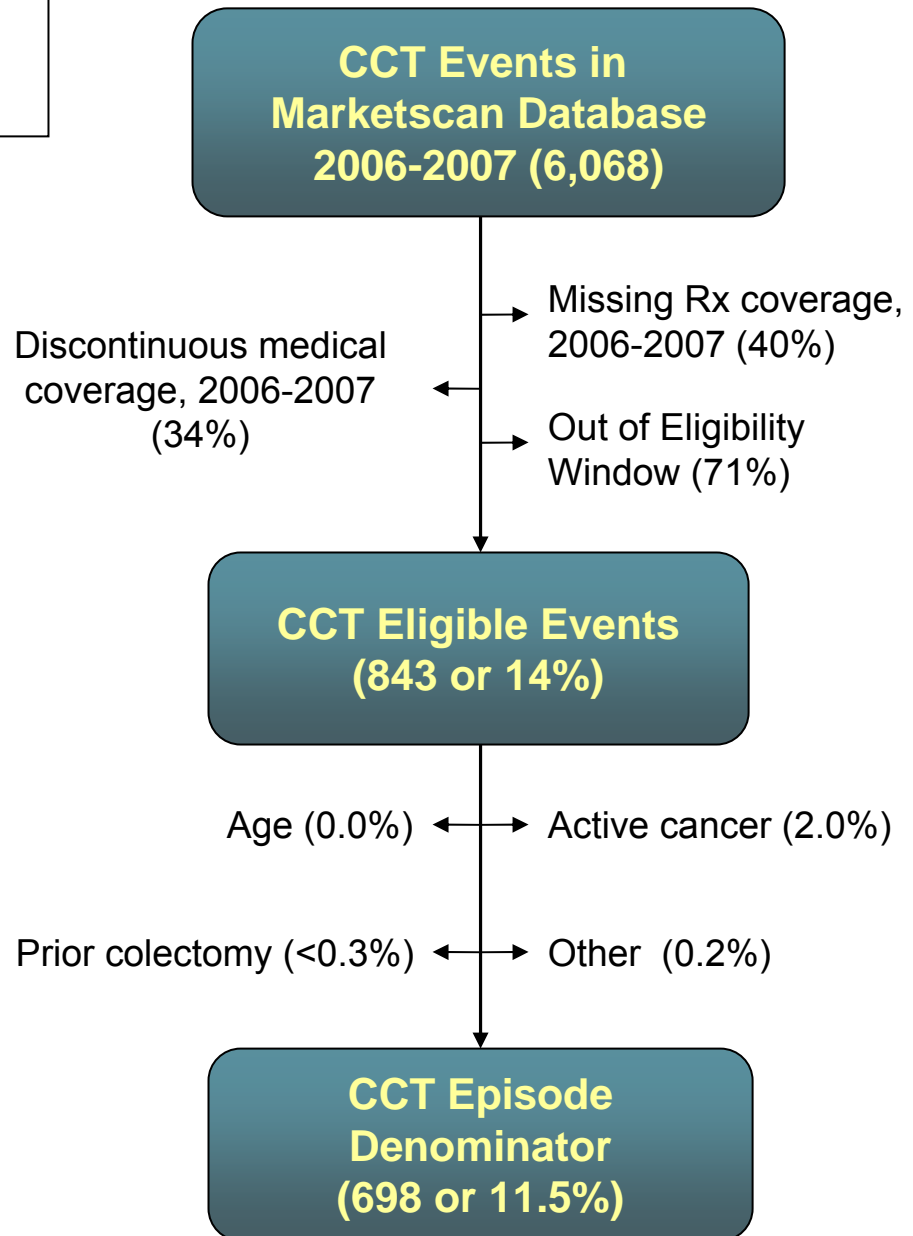 CCT Events in
Marketscan Database
2006-2007 (6,068)
Missing Rx coverage,
2006-2007 (40%)
Discontinuous medical
coverage, 2006-2007
(34%)
Out of Eligibility
Window (71%)
CCT Eligible Events
(843 or 14%)
Age (0.0%)
Active cancer (2.0%)
Prior colectomy (<0.3%)
Other (0.2%)
CCT Episode
Denominator
(698 or 11.5%)